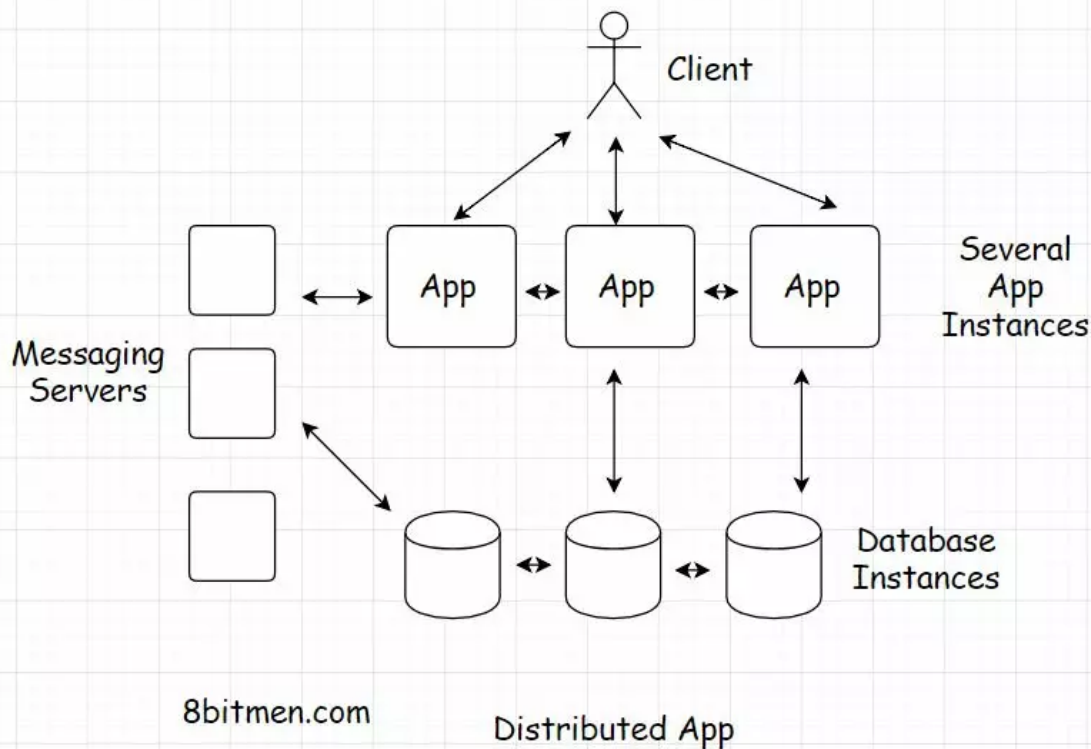 Client
App
App
App
Several
App
Instances
Messaging
Servers
Database
Instances
8bitmen.com
Distributed App